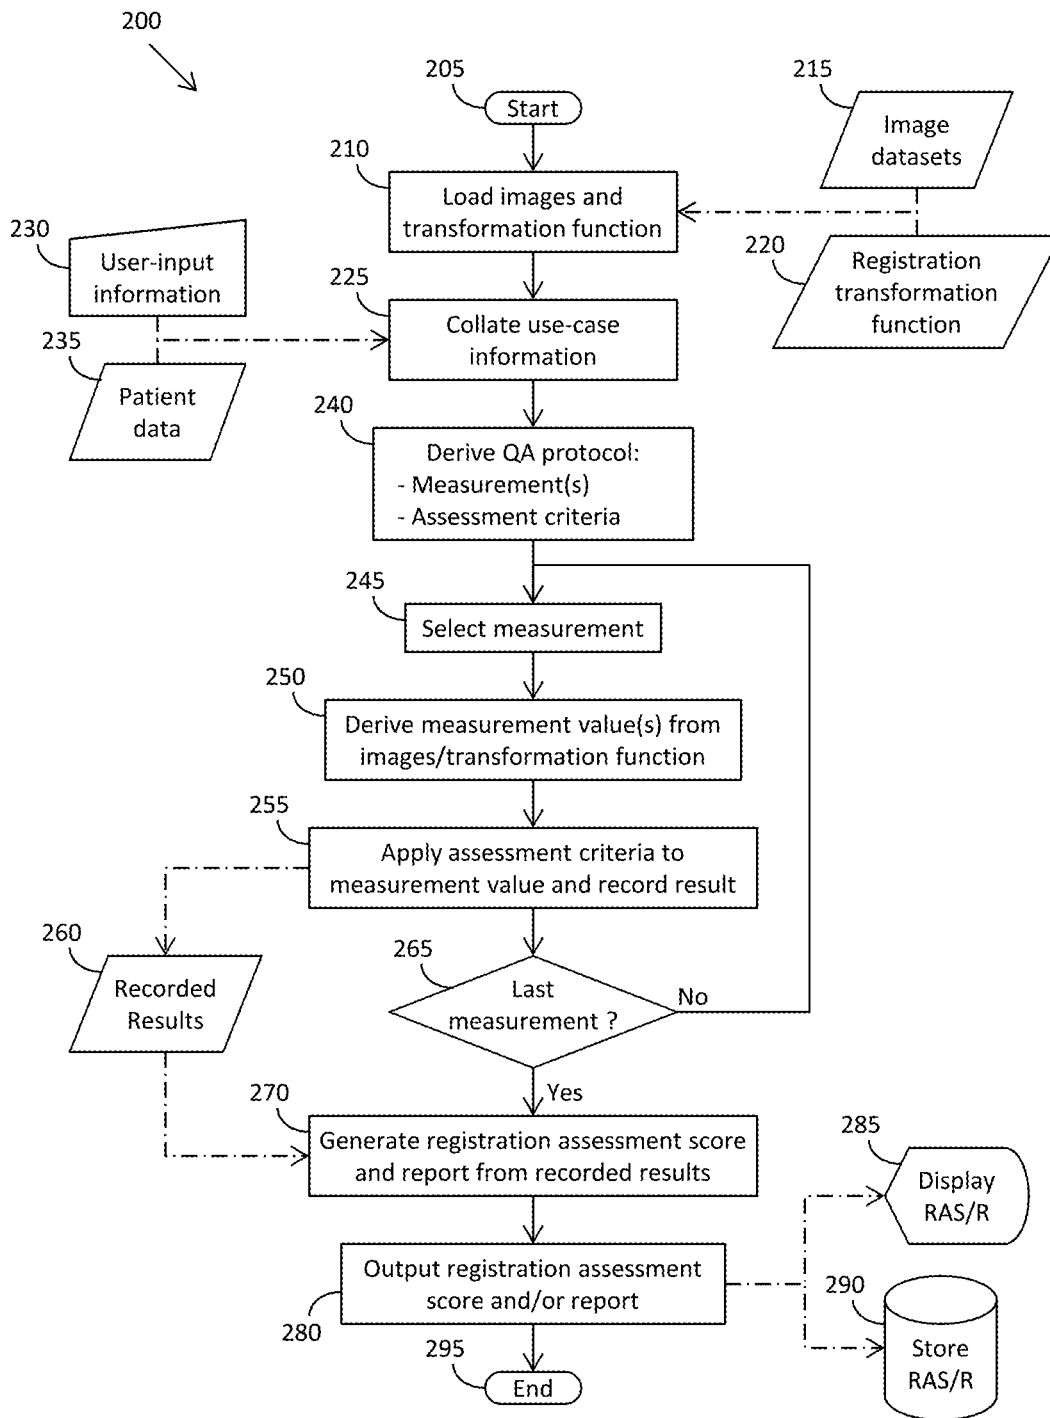 200
205
Start
215
Image
datasets
210
Load images and
transformation function
230
User-input
information
220
Registration
transformation
function
225
Collate use-case
information
235
Patient
data
240
Derive QA protocol:
- Measurement(s)
- Assessment criteria
245
Select measurement
250
Derive measurement value(s) from
images/transformation function
255
Apply assessment criteria to
measurement value and record result
260
Recorded
Results
265
Last
measurement ?
No
Yes
270
Generate registration assessment score
and report from recorded results
285
Display
RAS/R
280
Output registration assessment
score and/or report
290
Store
RAS/R
295
End